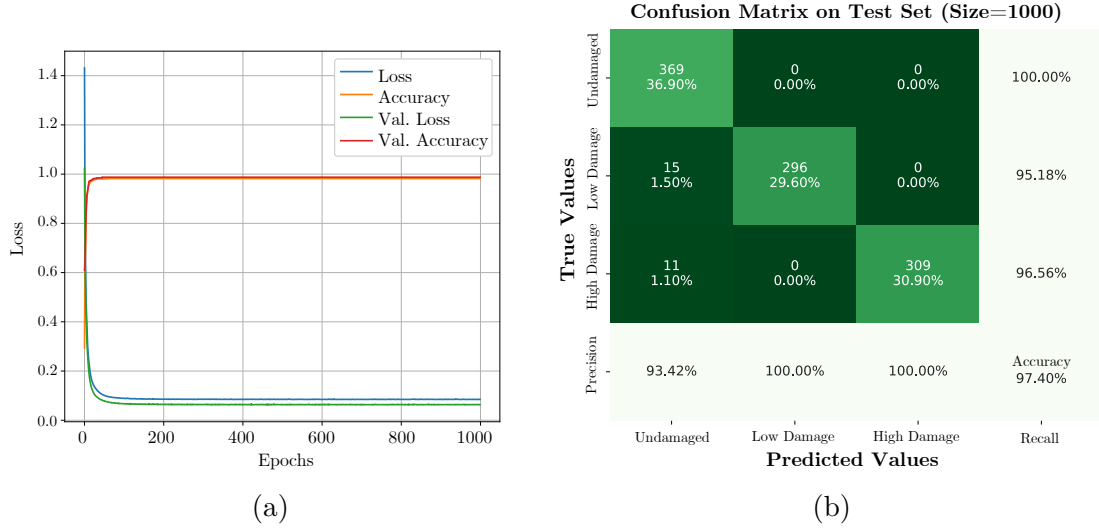 1.4
1.2
1.0
0.8
0.6
0.4
0.2
0.0
Loss
Loss
Accuracy
Val. Loss
Val. Accuracy
0 200 400 600 800 1000
Epochs
(a)
Confusion Matrix on Test Set (Size=1000)
True Values
Undamaged
369 0 0
36.90% 0.00% 0.00%
100.00%
Low Damage
15 296 0
1.50% 29.60% 0.00%
95.18%
High Damage
11 0 309
1.10% 0.00% 30.90%
96.56%
Precision
93.42% 100.00% 100.00%
Accuracy
97.40%
Undamaged Low Damage High Damage Recall
Predicted Values
(b)